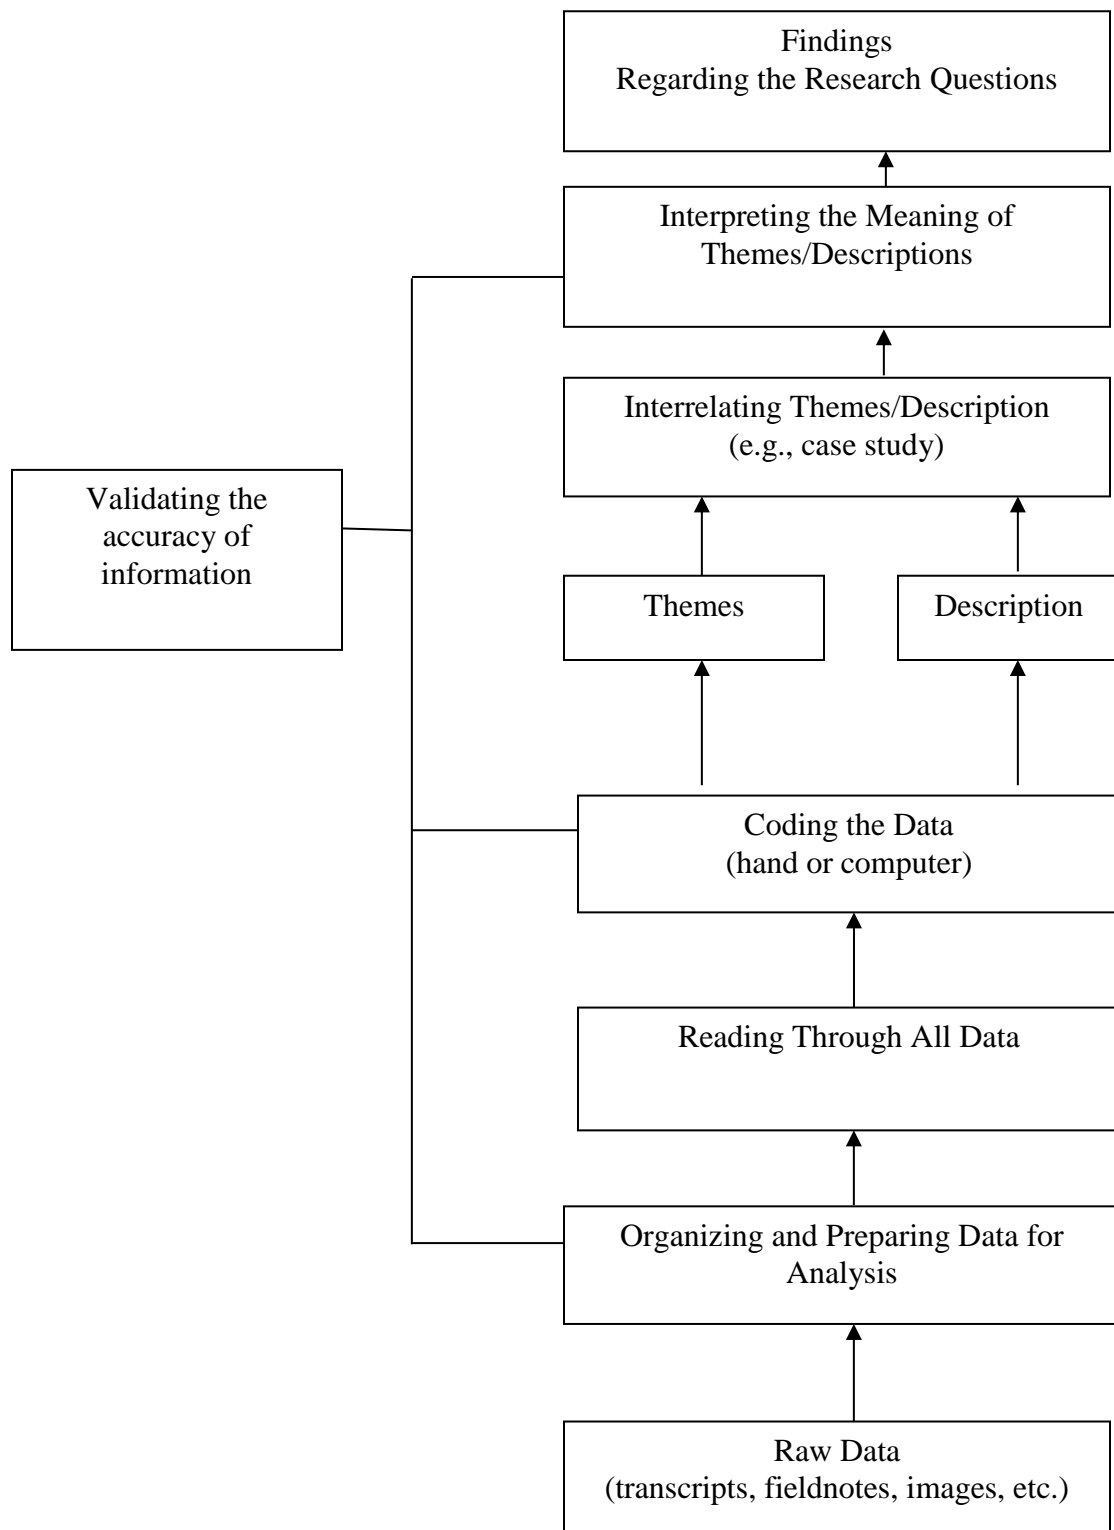 Findings
Regarding the Research Questions
Interpreting the Meaning of
Themes/Descriptions
Interrelating Themes/Description
(e.g., case study)
Validating the
accuracy of
information
Themes
Description
Coding the Data
(hand or computer)
Reading Through All Data
Organizing and Preparing Data for
Analysis
Raw Data
(transcripts, fieldnotes, images, etc.)